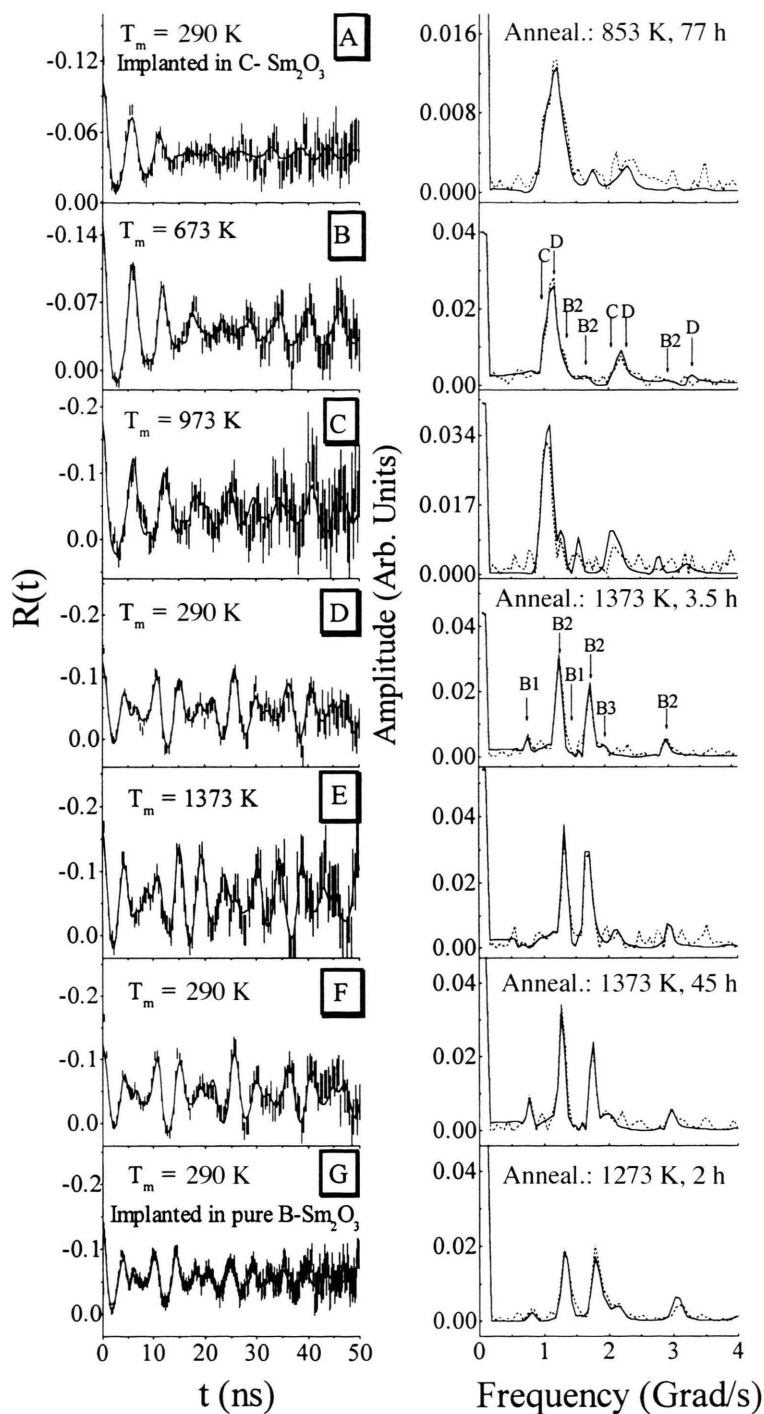 T_m = 290 K
A
Implanted in C- Sm₂O₃
-0.12
-0.06
0.00
Anneal.: 853 K, 77 h
0.016
0.008
0.000
T_m = 673 K
B
-0.14
-0.07
0.00
0.04
0.02
0.00
C D B2 B2 C D B2 D
T_m = 973 K
C
-0.2
-0.1
0.0
0.034
0.017
0.000
T_m = 290 K
D
-0.2
-0.1
0.0
Anneal.: 1373 K, 3.5 h
0.04
0.02
0.00
B1 B2 B1 B2 B3 B2
T_m = 1373 K
E
-0.2
-0.1
0.0
0.04
0.02
0.00
T_m = 290 K
F
-0.2
-0.1
0.0
Anneal.: 1373 K, 45 h
0.04
0.02
0.00
T_m = 290 K
G
Implanted in pure B-Sm₂O₃
-0.2
-0.1
0.0
Anneal.: 1273 K, 2 h
0.04
0.02
0.00
R(t)
Amplitude (Arb. Units)
0 10 20 30 40 50
t (ns)
0 1 2 3 4
Frequency (Grad/s)